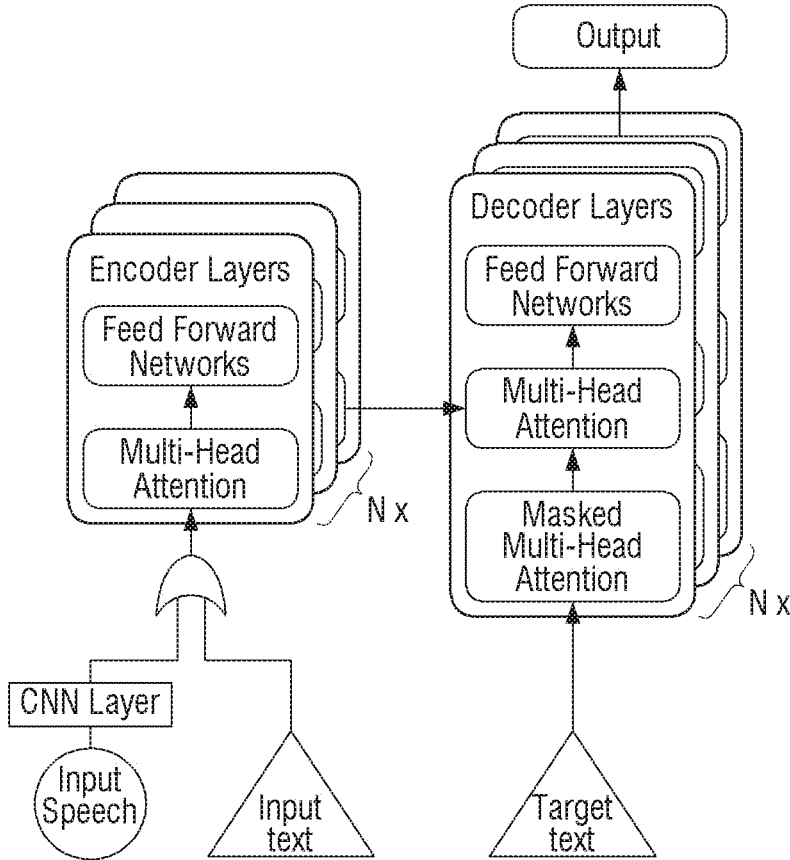 Output
Decoder Layers
Feed Forward
Networks
Multi-Head
Attention
Masked
Multi-Head
Attention
N x
Encoder Layers
Feed Forward
Networks
Multi-Head
Attention
N x
CNN Layer
Input
Speech
Input
text
Target
text